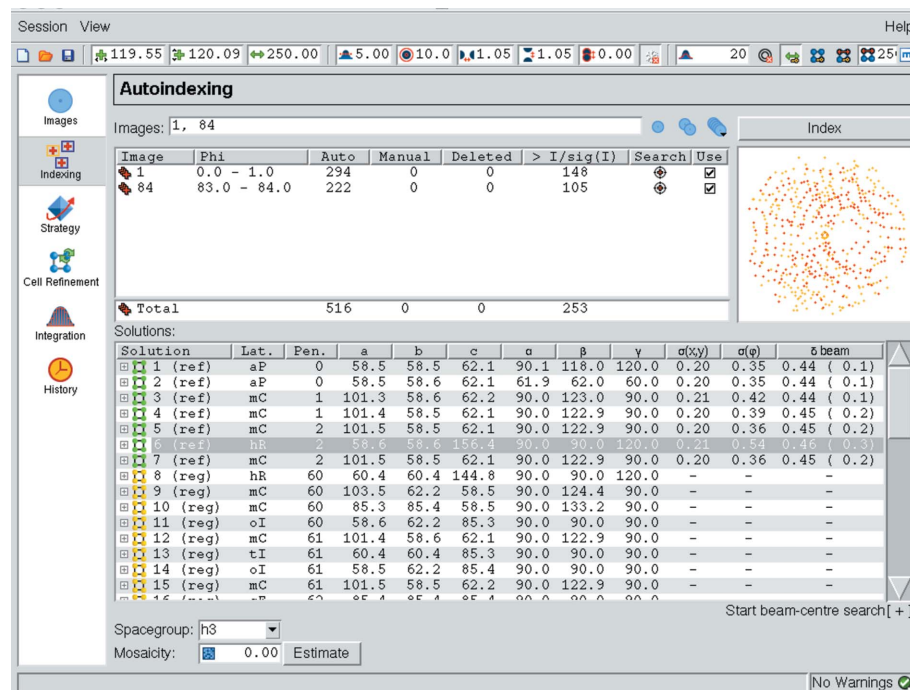 Session View Help
119.55 120.09 250.00 5.00 10.0 1.05 1.05 0.00 20 25
Autoindexing
Images
Images: 1, 84
Index
Indexing
Image Phi Auto Manual Deleted > I/sig(I) Search Use
1 0.0 - 1.0 294 0 0 148
84 83.0 - 84.0 222 0 0 105
Strategy
Cell Refinement
Total 516 0 0 253
Integration
Solutions:
Solution Lat. Pen. a b c α β γ σ(x,y) σ(φ) δ beam
1 (ref) aP 0 58.5 58.5 62.1 90.1 118.0 120.0 0.20 0.35 0.44 ( 0.1)
2 (ref) aP 0 58.5 58.6 62.1 61.9 62.0 60.0 0.20 0.35 0.44 ( 0.1)
3 (ref) mC 1 101.3 58.6 62.2 90.0 123.0 90.0 0.21 0.42 0.44 ( 0.1)
History
4 (ref) mC 1 101.4 58.5 62.1 90.0 122.9 90.0 0.20 0.39 0.45 ( 0.2)
5 (ref) mC 2 101.5 58.5 62.1 90.0 122.9 90.0 0.20 0.36 0.45 ( 0.2)
6 (ref) hR 2 58.6 58.6 156.4 90.0 90.0 120.0 0.21 0.54 0.46 ( 0.3)
7 (ref) mC 2 101.5 58.5 62.1 90.0 122.9 90.0 0.20 0.36 0.45 ( 0.2)
8 (reg) hR 60 60.4 60.4 144.8 90.0 90.0 120.0 - - -
9 (reg) mC 60 103.5 62.2 58.5 90.0 124.4 90.0 - - -
10 (reg) mC 60 85.3 85.4 58.5 90.0 133.2 90.0 - - -
11 (reg) oI 60 58.6 62.2 85.3 90.0 90.0 90.0 - - -
12 (reg) mC 61 101.4 58.6 62.1 90.0 122.9 90.0 - - -
13 (reg) tI 61 60.4 60.4 85.3 90.0 90.0 90.0 - - -
14 (reg) oI 61 58.5 62.2 85.4 90.0 90.0 90.0 - - -
15 (reg) mC 61 101.5 58.5 62.2 90.0 122.9 90.0 - - -
Start beam-centre search[ + ]
Spacegroup: h3
Mosaicity: 0.00 Estimate
No Warnings